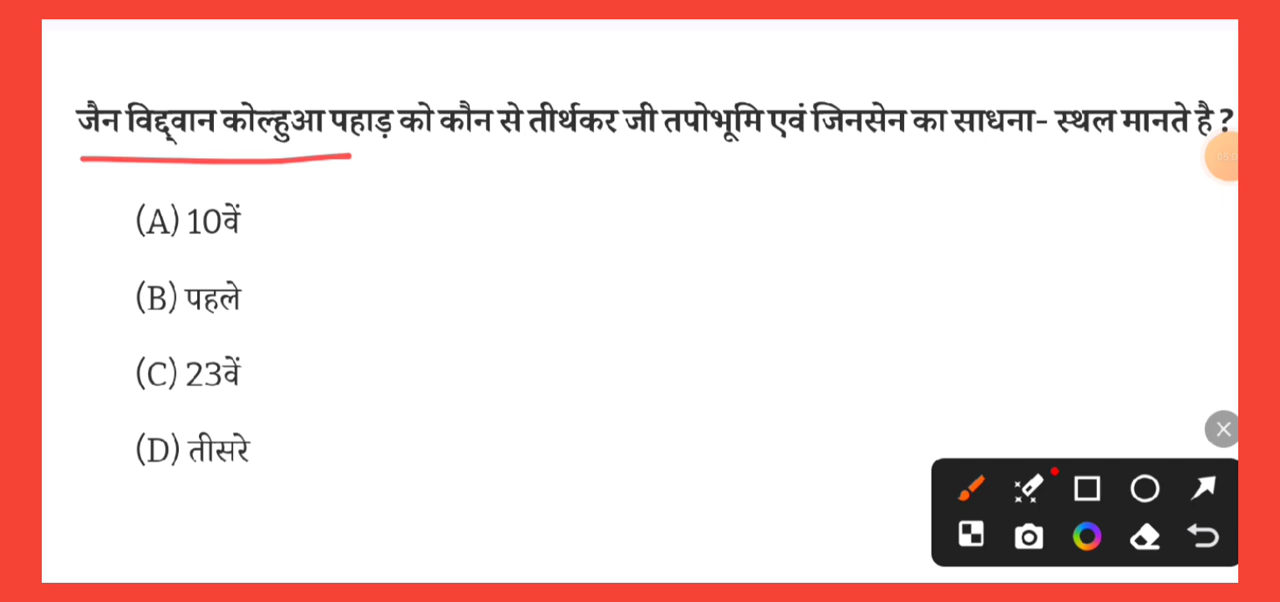 जैन विद्द्वान कोल्हुआ पहाड़ को कौन से तीर्थकर जी तपोभूमि एवं जिनसेन का साधना- स्थल मानते है ?
(A) 10वें
(B) पहले
(C) 23वें
(D) तीसरे